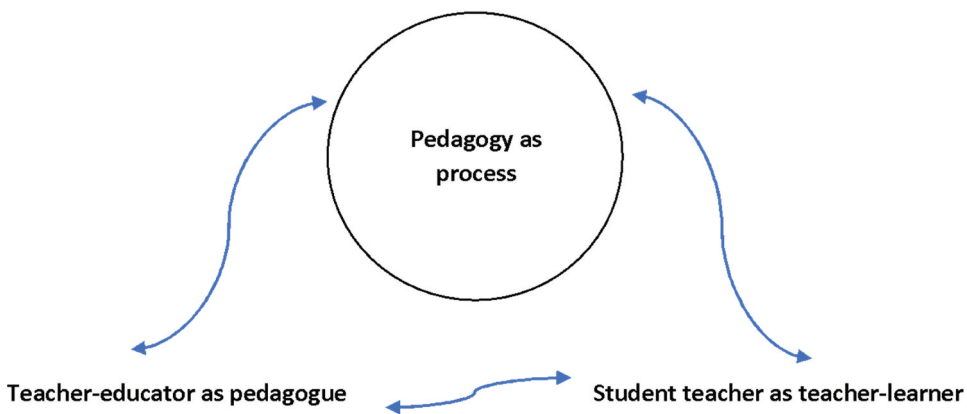 Pedagogy as
process
Teacher-educator as pedagogue
Student teacher as teacher-learner